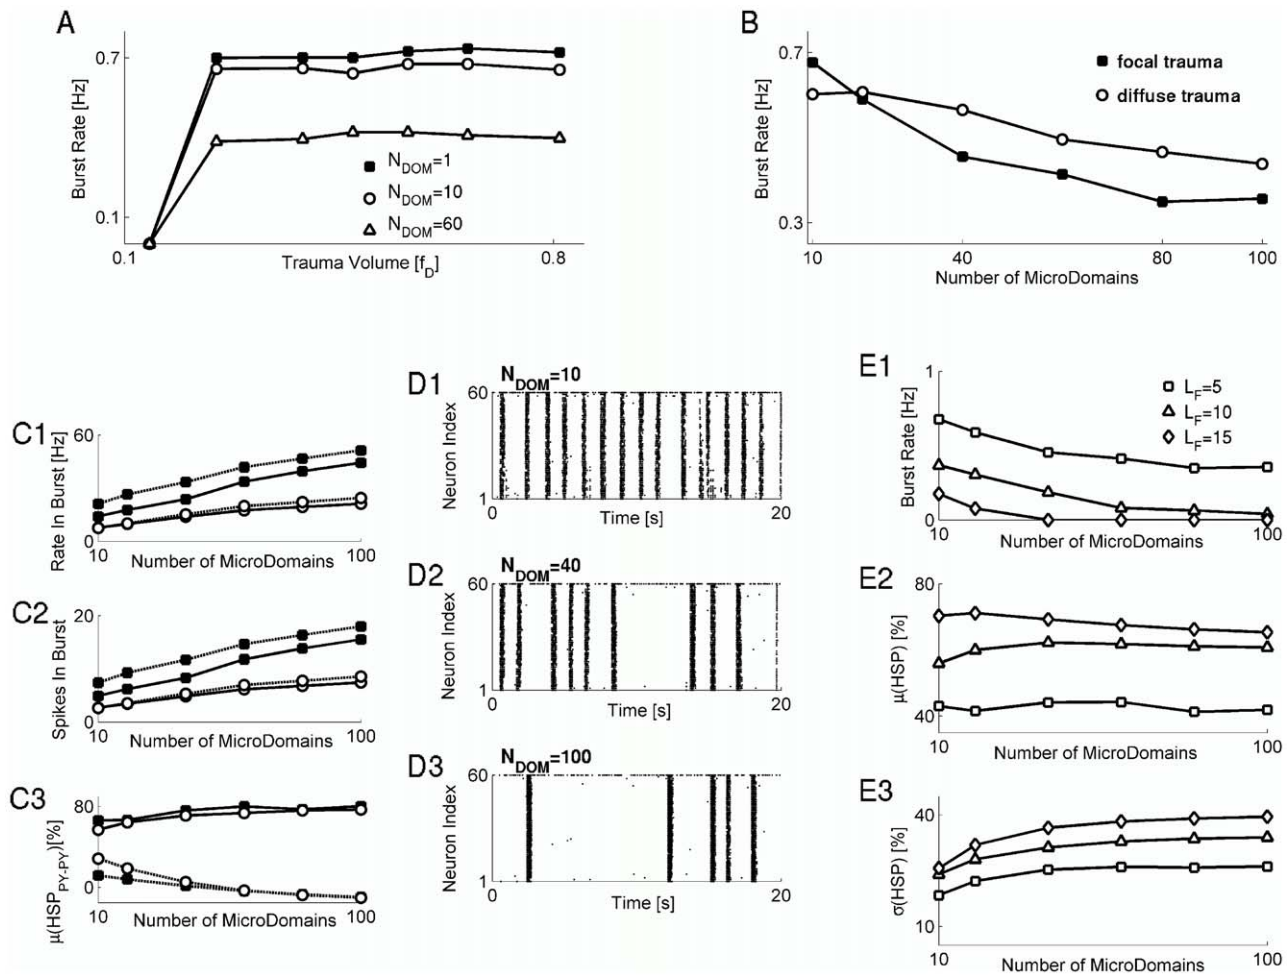 A
Burst Rate [Hz]
0.7
0.1
0.1
0.8
Trauma Volume [f_D]
N_DOM=1
N_DOM=10
N_DOM=60
B
Burst Rate [Hz]
0.7
0.3
10
40
80
100
Number of MicroDomains
focal trauma
diffuse trauma
C1
Rate In Burst [Hz]
60
0
10
100
Number of MicroDomains
C2
Spikes In Burst
20
0
10
100
Number of MicroDomains
C3
μ(HSP_PY-PY)[%]
80
0
10
100
Number of MicroDomains
D1
N_DOM=10
Neuron Index
60
1
0
20
Time [s]
D2
N_DOM=40
Neuron Index
60
1
0
20
Time [s]
D3
N_DOM=100
Neuron Index
60
1
0
20
Time [s]
E1
Burst Rate [Hz]
1
0
10
100
Number of MicroDomains
L_F=5
L_F=10
L_F=15
E2
μ(HSP) [%]
80
40
10
100
Number of MicroDomains
E3
σ(HSP) [%]
40
10
10
100
Number of MicroDomains